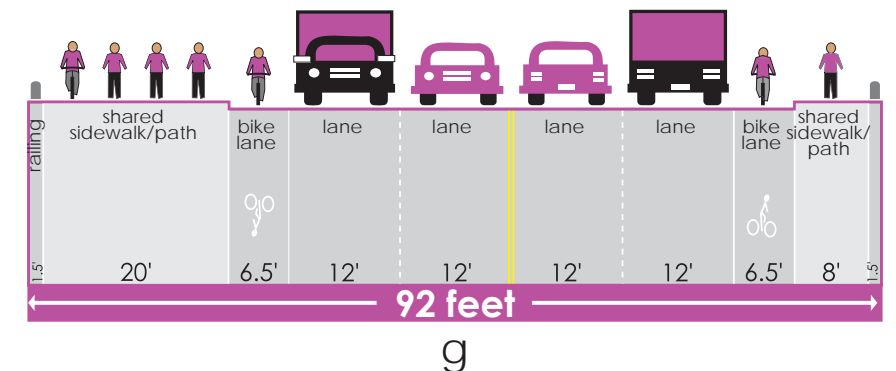 railing
shared
sidewalk/path
bike
lane
lane
lane
lane
lane
bike
lane
shared
sidewalk/
path
1.5'
20'
6.5'
12'
12'
12'
12'
6.5'
8'
1.5'
92 feet
g